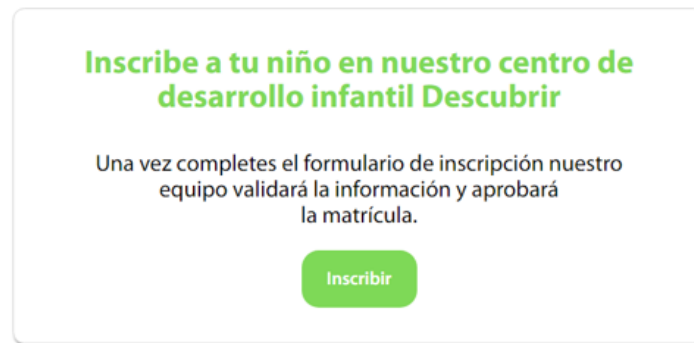 Inscribe a tu niño en nuestro centro de
desarrollo infantil Descubrir
Una vez completes el formulario de inscripción nuestro
equipo validará la información y aprobará
la matrícula.
Inscribir